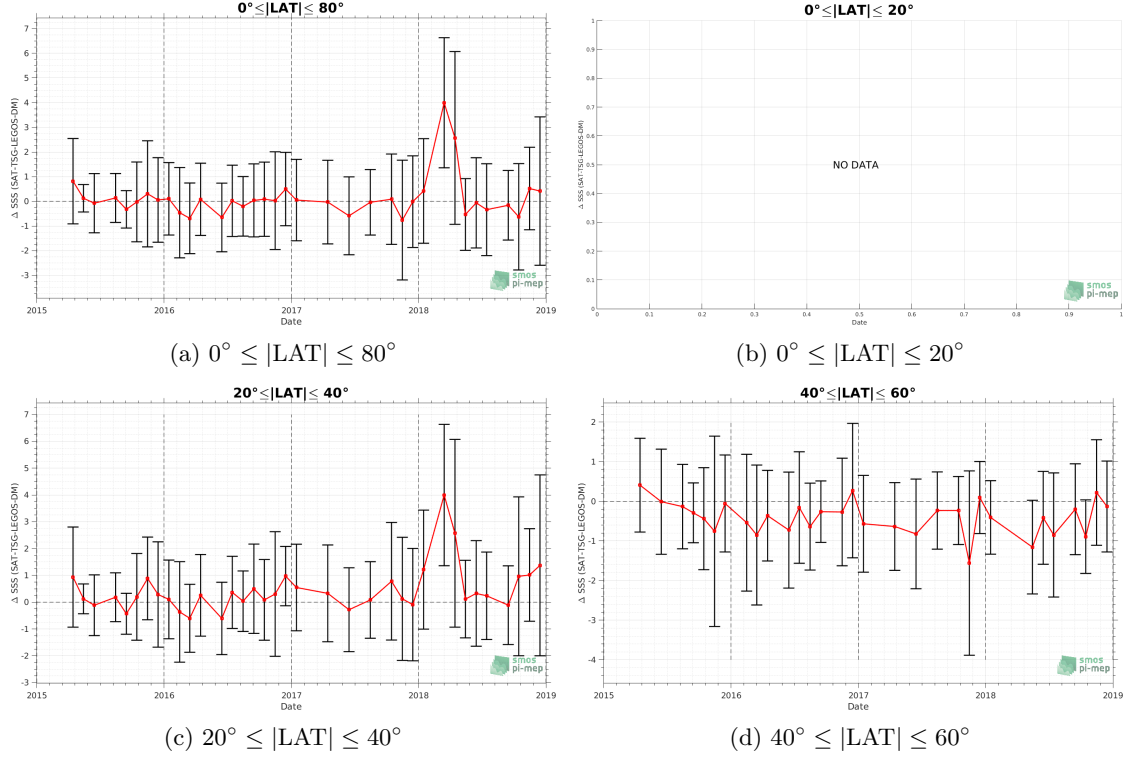 0°≤|LAT|≤ 80°
Δ SSS (SAT-TSG-LEGOS-DM)
7
6
5
4
3
2
1
0
-1
-2
-3
2015 2016 2017 2018 2019
Date
smos
pi-mep
(a) 0° ≤ |LAT| ≤ 80°
0°≤|LAT|≤ 20°
Δ SSS (SAT-TSG-LEGOS-DM)
1
0.9
0.8
0.7
0.6
0.5
0.4
0.3
0.2
0.1
0
NO DATA
0 0.1 0.2 0.3 0.4 0.5 0.6 0.7 0.8 0.9 1
Date
smos
pi-mep
(b) 0° ≤ |LAT| ≤ 20°
20°≤|LAT|≤ 40°
Δ SSS (SAT-TSG-LEGOS-DM)
7
6
5
4
3
2
1
0
-1
-2
-3
2015 2016 2017 2018 2019
Date
smos
pi-mep
(c) 20° ≤ |LAT| ≤ 40°
40°≤|LAT|≤ 60°
Δ SSS (SAT-TSG-LEGOS-DM)
2
1
0
-1
-2
-3
-4
2015 2016 2017 2018 2019
Date
smos
pi-mep
(d) 40° ≤ |LAT| ≤ 60°